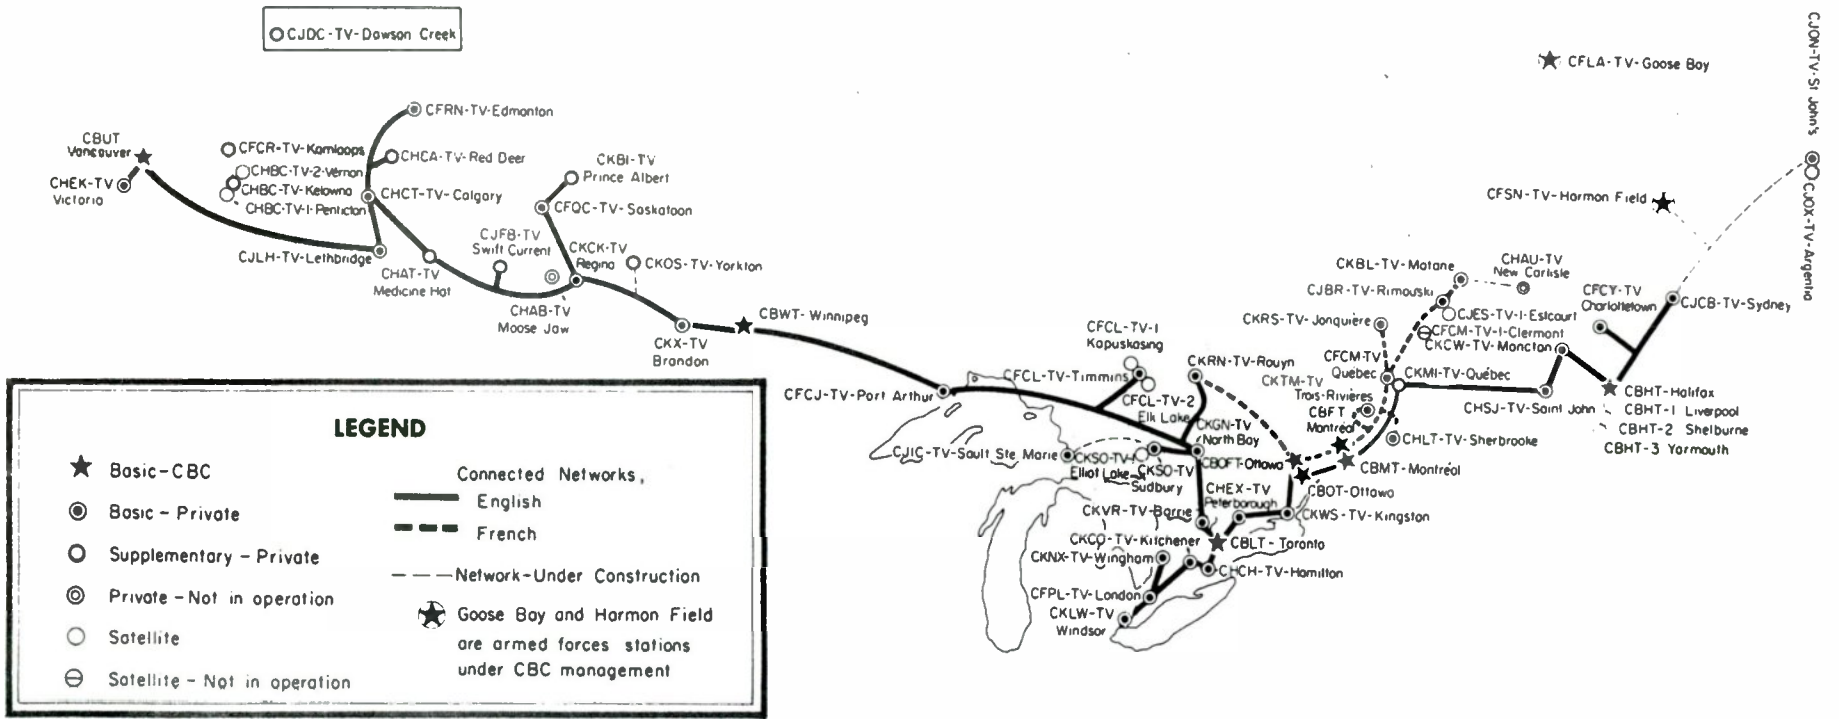 CJDC-TV-Dawson Creek
CFLA-TV-Goose Bay
CJON-TV-St John's
CJOX-TV-Argentia
CFRN-TV-Edmonton
CBUT
Vancouver
CHEK-TV
Victoria
CFCR-TV-Kamloops
CHBC-TV-2-Vernon
CHBC-TV-Kelowna
CHBC-TV-1-Penticton
CHCA-TV-Red Deer
CHCT-TV-Calgary
CJLH-TV-Lethbridge
CHAT-TV
Medicine Hat
CKBI-TV
Prince Albert
CFQC-TV-Saskatoon
CJFB-TV
Swift Current
CKCK-TV
Regina
CKOS-TV-Yorkton
CHAB-TV
Moose Jaw
CKX-TV
Brandon
CBWT-Winnipeg
CFCJ-TV-Port Arthur
CFSN-TV-Harmon Field
CKBL-TV-Matane
CHAU-TV
New Carlisle
CJBR-TV-Rimouski
CJES-TV-1-Estcourt
CFCM-TV-1-Clermont
CKRS-TV-Jonquière
CFCY-TV
Charlottetown
CJCB-TV-Sydney
CKCW-TV-Moncton
CFCL-TV-1
Kapuskasing
CFCL-TV-Timmins
CFCL-TV-2
Elk Lake
CKRN-TV-Rouyn
CFCM-TV
Québec
CKMI-TV-Québec
CKTM-TV
Trois-Rivières
CBFT
Montréal
CHSJ-TV-Saint John
CBHT-Halifax
CBHT-1 Liverpool
CBHT-2 Shelburne
CBHT-3 Yarmouth
CHLT-TV-Sherbrooke
CKGN-TV
North Bay
CJIC-TV-Sault Ste. Marie
CKSO-TV-1
Elliot Lake
CKSO-TV
Sudbury
CBOFT-Ottawa
CBMT-Montréal
CBOT-Ottawa
CHEX-TV
Peterborough
CKWS-TV-Kingston
CKVR-TV-Barrie
CKCO-TV-Kitchener
CBLT-Toronto
CKNX-TV-Wingham
CHCH-TV-Hamilton
CFPL-TV-London
CKLW-TV
Windsor
LEGEND
Basic-CBC
Basic-Private
Supplementary-Private
Private-Not in operation
Satellite
Satellite-Not in operation
Connected Networks,
English
French
Network-Under Construction
Goose Bay and Harmon Field
are armed forces stations
under CBC management